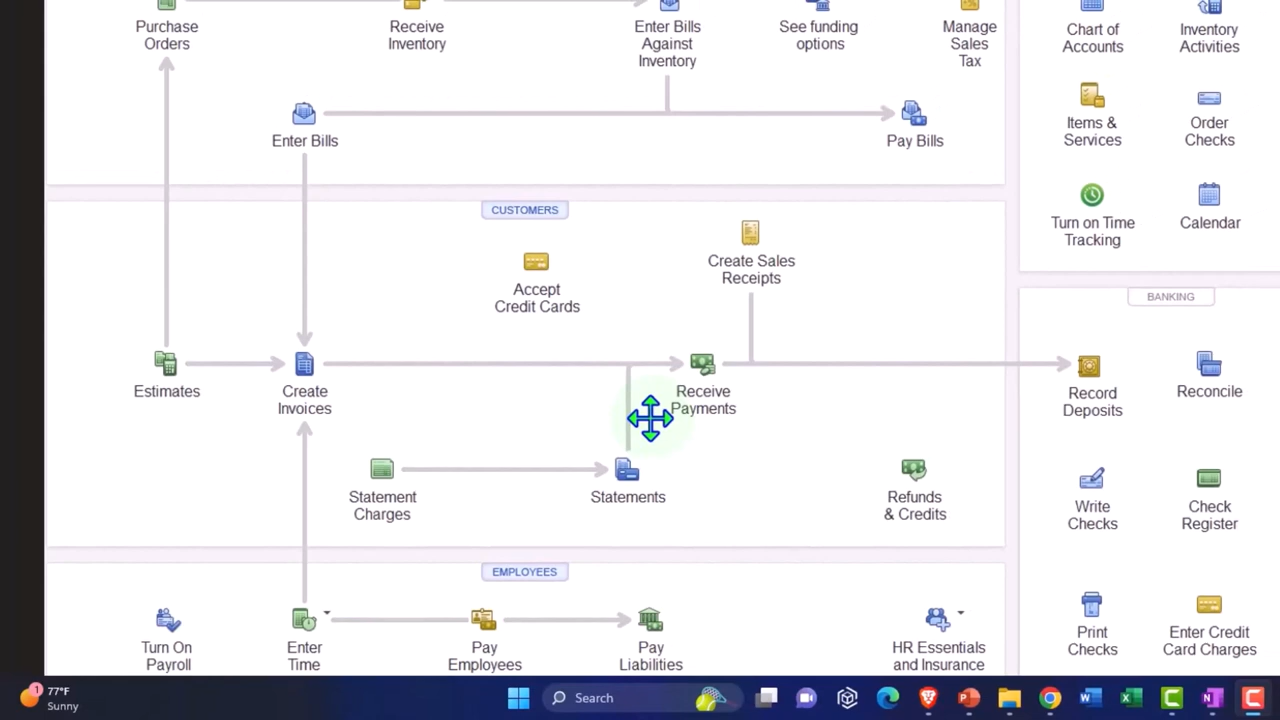 Purchase
Orders
Receive
Inventory
Enter Bills
Against
Inventory
See funding
options
Manage
Sales
Tax
Chart of
Accounts
Inventory
Activities
Enter Bills
Pay Bills
Items &
Services
Order
Checks
Turn on Time
Tracking
Calendar
CUSTOMERS
Accept
Credit Cards
Create Sales
Receipts
Estimates
Create
Invoices
Receive
Payments
Statement
Charges
Statements
Refunds
& Credits
BANKING
Record
Deposits
Reconcile
Write
Checks
Check
Register
Print
Checks
Enter Credit
Card Charges
EMPLOYEES
Turn On
Payroll
Enter
Time
Pay
Employees
Pay
Liabilities
HR Essentials
and Insurance
1
77°F
Sunny
Search